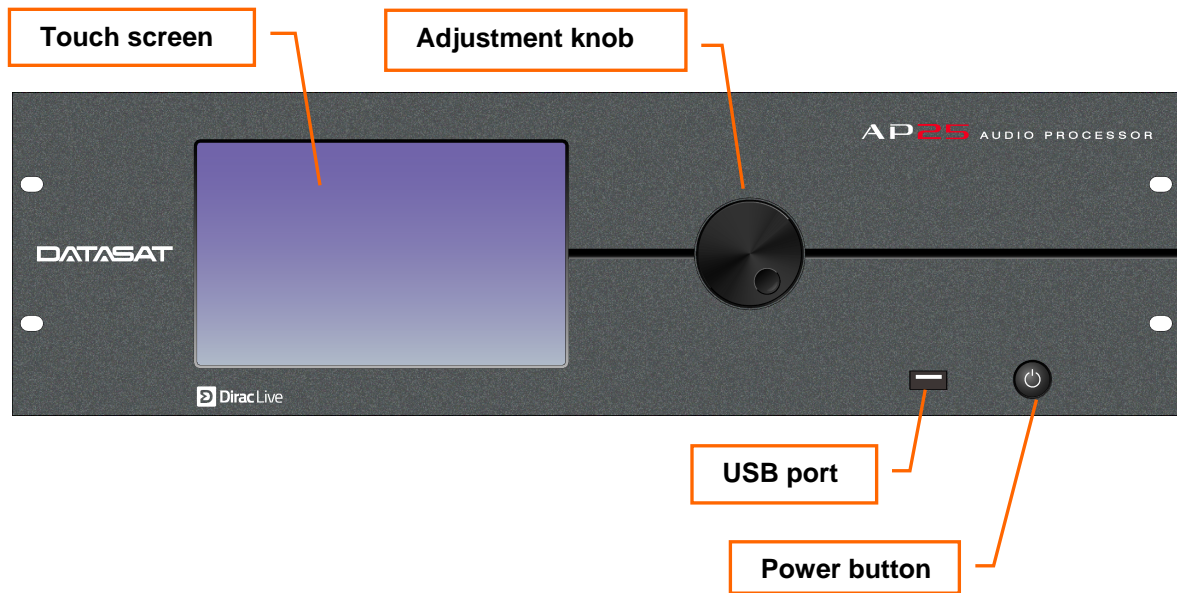 Touch screen
Adjustment knob
AP25 AUDIO PROCESSOR
DATASAT
Dirac Live
USB port
Power button